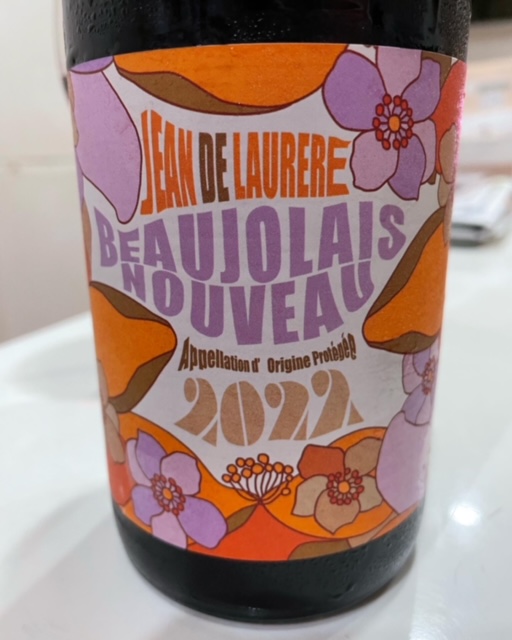 JEAN DE LAURERE
BEAUJOLAIS
NOUVEAU
Appellation d' Origine Protégée
2022